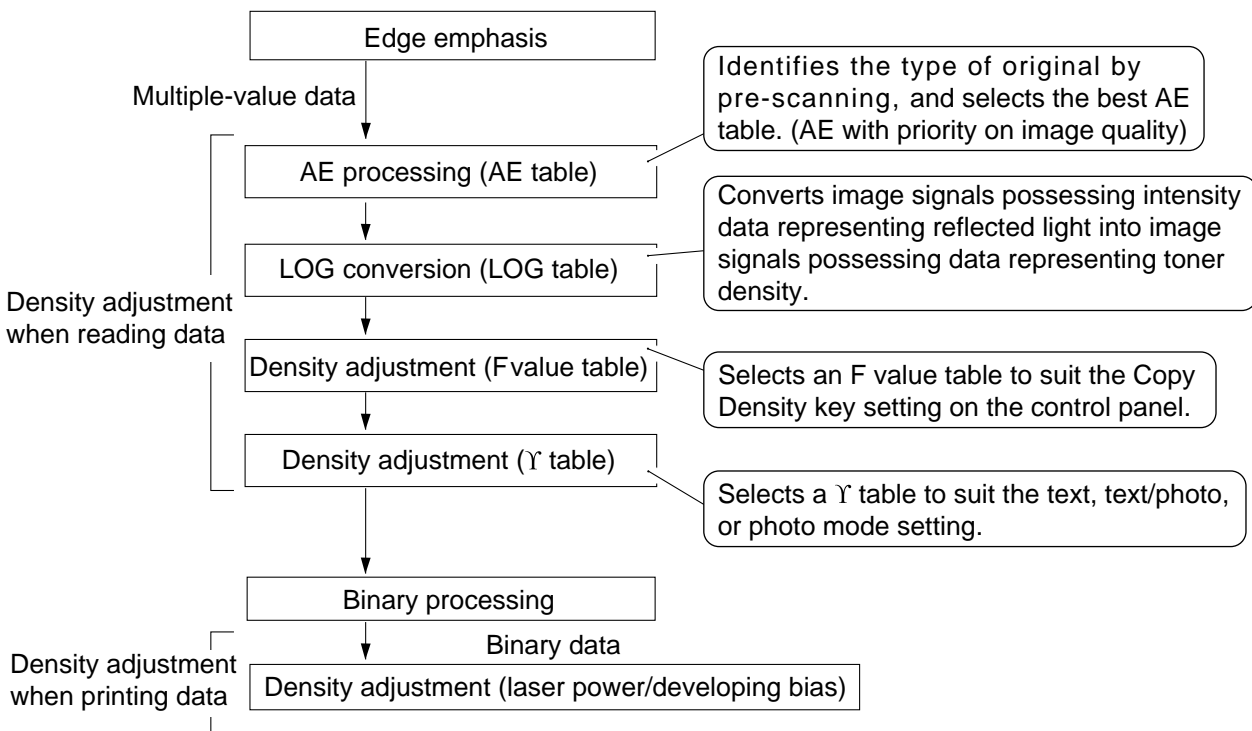 Edge emphasis
Multiple-value data
Identifies the type of original by
pre-scanning, and selects the best AE
table. (AE with priority on image quality)
AE processing (AE table)
Converts image signals possessing intensity
data representing reflected light into image
signals possessing data representing toner
density.
LOG conversion (LOG table)
Density adjustment
when reading data
Density adjustment (F value table)
Selects an F value table to suit the Copy
Density key setting on the control panel.
Density adjustment (ϒ table)
Selects a ϒ table to suit the text, text/photo,
or photo mode setting.
Binary processing
Binary data
Density adjustment
when printing data
Density adjustment (laser power/developing bias)